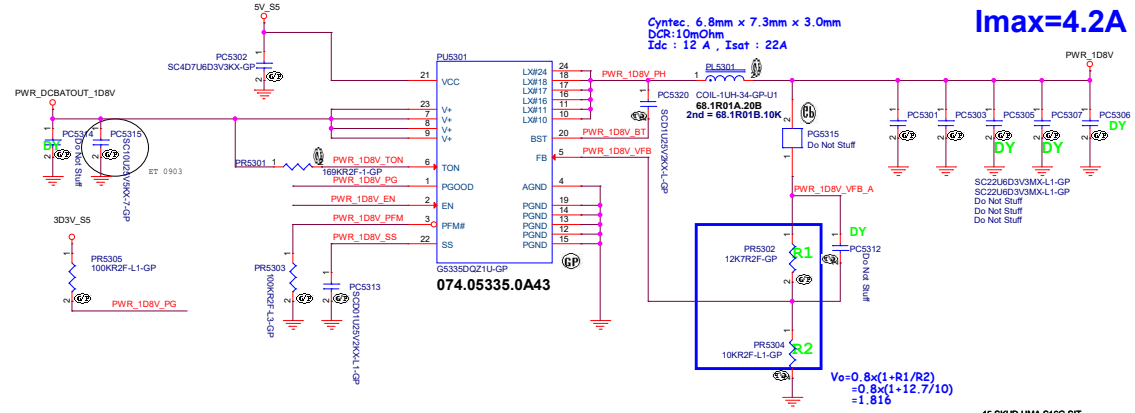 5V_S5
Cyntec. 6.8mm x 7.3mm x 3.0mm
DCR:10mOhm
Idc : 12 A , Isat : 22A
Imax=4.2A
PC5302
SC4D7U6D3V3KX-GP
PU5301
21 VCC
LX#24 24
LX#18 18
LX#17 17
LX#16 16
LX#11 11
LX#10 10
PWR_1D8V_PH
1 PL5301 2
COIL-1UH-34-GP-U1
68.1R01A.20B
2nd = 68.1R01B.10K
PWR_1D8V
PWR_DCBATOUT_1D8V
23 V+
7 V+
8 V+
9 V+
PC5320
SCD1U25V2KX-L-GP
BST 20 PWR_1D8V_BT
FB 5 PWR_1D8V_VFB
PC5314
DY
Do Not Stuff
PC5315
SC10U25V5KX-7-GP
ET 0903
PR5301 1 2
169KR2F-1-GP
PWR_1D8V_TON 6 TON
PWR_1D8V_PG 1 PGOOD
PWR_1D8V_EN 2 EN
PWR_1D8V_PFM 3 PFM#
PWR_1D8V_SS 22 SS
AGND 4
PGND 19
PGND 14
PGND 13
PGND 12
PGND 15
G5335DQZ1U-GP
074.05335.0A43
PG5315
Do Not Stuff
PC5301
PC5303
PC5305
PC5307
PC5306
DY
DY
DY
SC22U6D3V3MX-L1-GP
SC22U6D3V3MX-L1-GP
Do Not Stuff
Do Not Stuff
Do Not Stuff
3D3V_S5
PR5305
100KR2F-L1-GP
PWR_1D8V_PG
PR5303
100KR2F-L3-GP
PC5313
SCD01U25V2KX-L1-GP
PWR_1D8V_VFB_A
DY
PC5312
Do Not Stuff
PR5302
12K7R2F-GP
R1
PR5304
10KR2F-L1-GP
R2
Vo=0.8x(1+R1/R2)
=0.8x(1+12.7/10)
=1.816